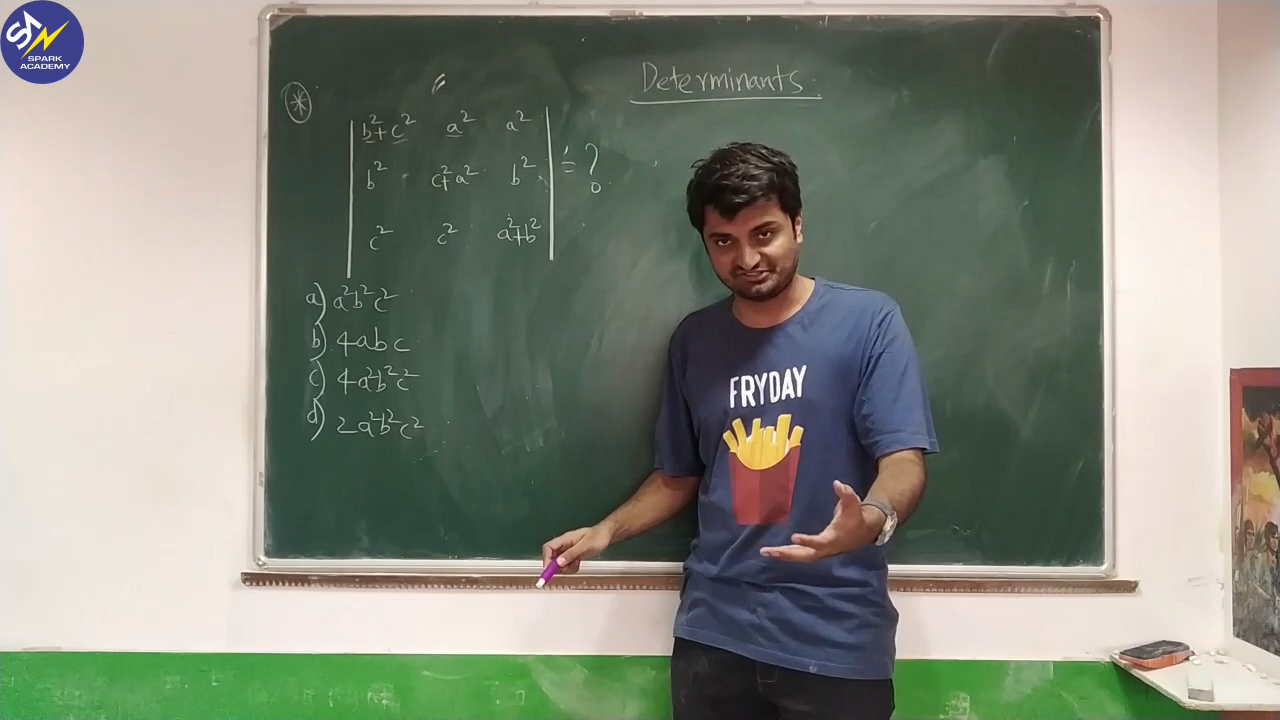 SPARK
ACADEMY
Determinants.
b²+c² a² a²
b² c²+a² b² = ?
c² c² a²+b²
a) a²b²c²
b) 4abc
c) 4a²b²c²
d) 2a²b²c²
FRYDAY